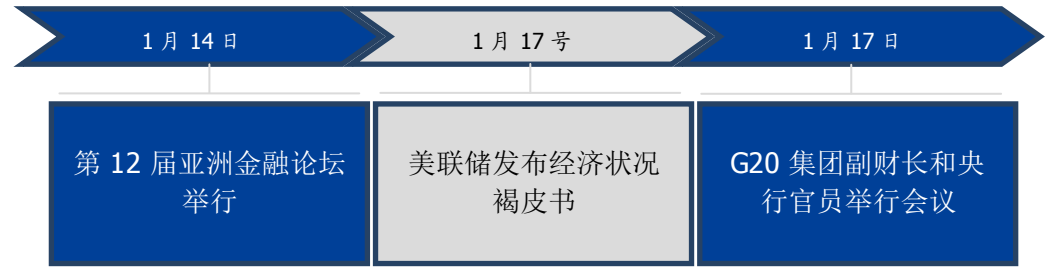 1 月 14 日
1 月 17 号
1 月 17 日
第 12 届亚洲金融论坛
举行
美联储发布经济状况
褐皮书
G20 集团副财长和央
行官员举行会议